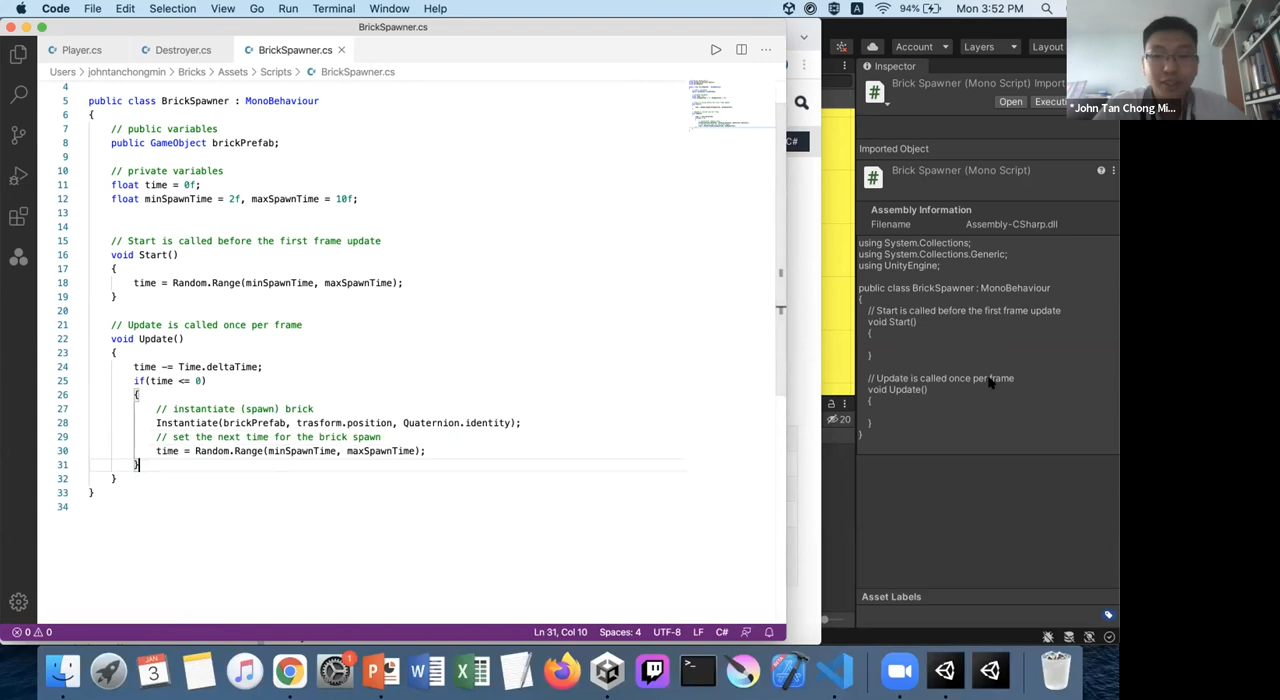 Code File Edit Selection View Go Run Terminal Window Help
A 94% Mon 3:52 PM
BrickSpawner.cs
Player.cs Destroyer.cs BrickSpawner.cs
Users > johntanchongmin > Bricks > Assets > Scripts > BrickSpawner.cs
4
5 public class BrickSpawner : MonoBehaviour
6 {
7 // public variables
8 public GameObject brickPrefab;
9
10 // private variables
11 float time = 0f;
12 float minSpawnTime = 2f, maxSpawnTime = 10f;
13
14
15 // Start is called before the first frame update
16 void Start()
17 {
18 time = Random.Range(minSpawnTime, maxSpawnTime);
19 }
20
21 // Update is called once per frame
22 void Update()
23 {
24 time -= Time.deltaTime;
25 if(time <= 0)
26 {
27 // instantiate (spawn) brick
28 Instantiate(brickPrefab, trasform.position, Quaternion.identity);
29 // set the next time for the brick spawn
30 time = Random.Range(minSpawnTime, maxSpawnTime);
31 }
32 }
33 }
34
0 0 Ln 31, Col 10 Spaces: 4 UTF-8 LF C#
C#
Account Layers Layout
Inspector
Brick Spawner (Mono Script) Import
Open Executi
*John Tan Chong Mi...
Imported Object
# Brick Spawner (Mono Script)
Assembly Information
Filename Assembly-CSharp.dll
using System.Collections;
using System.Collections.Generic;
using UnityEngine;
public class BrickSpawner : MonoBehaviour
{
// Start is called before the first frame update
void Start()
{
}
// Update is called once per frame
void Update()
{
}
}
20
Asset Labels
JAN
3
1